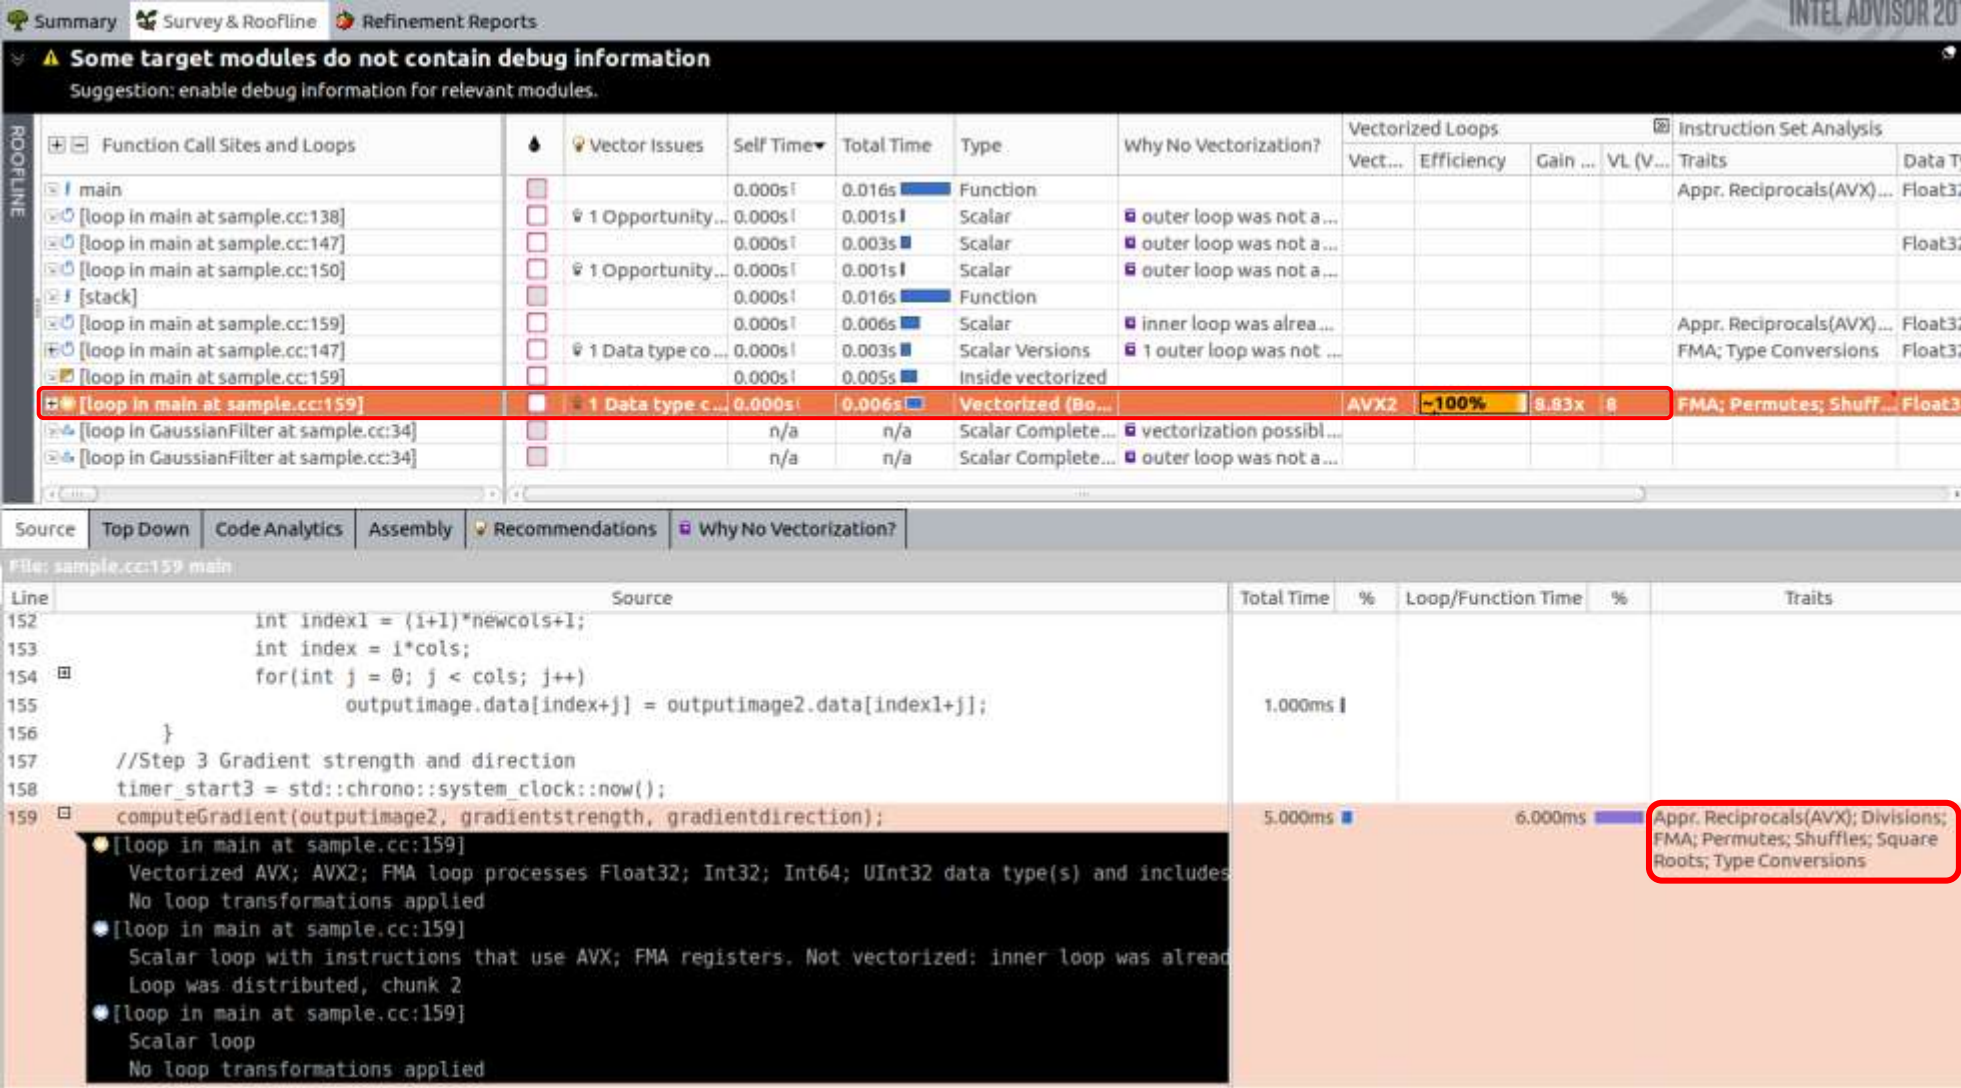 Summary Survey & Roofline Refinement Reports INTEL ADVISOR 201
Some target modules do not contain debug information
Suggestion: enable debug information for relevant modules.
ROOFLINE
Function Call Sites and Loops Vector Issues Self Time Total Time Type Why No Vectorization? Vectorized Loops Instruction Set Analysis
Vect... Efficiency Gain ... VL (V... Traits Data T
main 0.000s 0.016s Function Appr. Reciprocals(AVX)... Float32
[loop in main at sample.cc:138] 1 Opportunity... 0.000s 0.001s Scalar outer loop was not a...
[loop in main at sample.cc:147] 0.000s 0.003s Scalar outer loop was not a... Float32
[loop in main at sample.cc:150] 1 Opportunity... 0.000s 0.001s Scalar outer loop was not a...
[stack] 0.000s 0.016s Function
[loop in main at sample.cc:159] 0.000s 0.006s Scalar inner loop was alrea... Appr. Reciprocals(AVX)... Float32
[loop in main at sample.cc:147] 1 Data type co... 0.000s 0.003s Scalar Versions 1 outer loop was not ... FMA; Type Conversions Float32
[loop in main at sample.cc:159] 0.000s 0.005s Inside vectorized
[loop in main at sample.cc:159] 1 Data type c... 0.000s 0.006s Vectorized (Bo... AVX2 ~100% 8.83x 8 FMA; Permutes; Shuff... Float3
[loop in GaussianFilter at sample.cc:34] n/a n/a Scalar Complete... vectorization possibl...
[loop in GaussianFilter at sample.cc:34] n/a n/a Scalar Complete... outer loop was not a...
Source Top Down Code Analytics Assembly Recommendations Why No Vectorization?
File: sample.cc:159 main
Line Source Total Time % Loop/Function Time % Traits
152 int index1 = (i+1)*newcols+1;
153 int index = i*cols;
154 for(int j = 0; j < cols; j++)
155 outputimage.data[index+j] = outputimage2.data[index1+j]; 1.000ms
156 }
157 //Step 3 Gradient strength and direction
158 timer_start3 = std::chrono::system_clock::now();
159 computeGradient(outputimage2, gradientstrength, gradientdirection); 5.000ms 6.000ms Appr. Reciprocals(AVX); Divisions;
FMA; Permutes; Shuffles; Square
Roots; Type Conversions
[loop in main at sample.cc:159]
Vectorized AVX; AVX2; FMA loop processes Float32; Int32; Int64; UInt32 data type(s) and includes
No loop transformations applied
[loop in main at sample.cc:159]
Scalar loop with instructions that use AVX; FMA registers. Not vectorized: inner loop was alread
Loop was distributed, chunk 2
[loop in main at sample.cc:159]
Scalar loop
No loop transformations applied